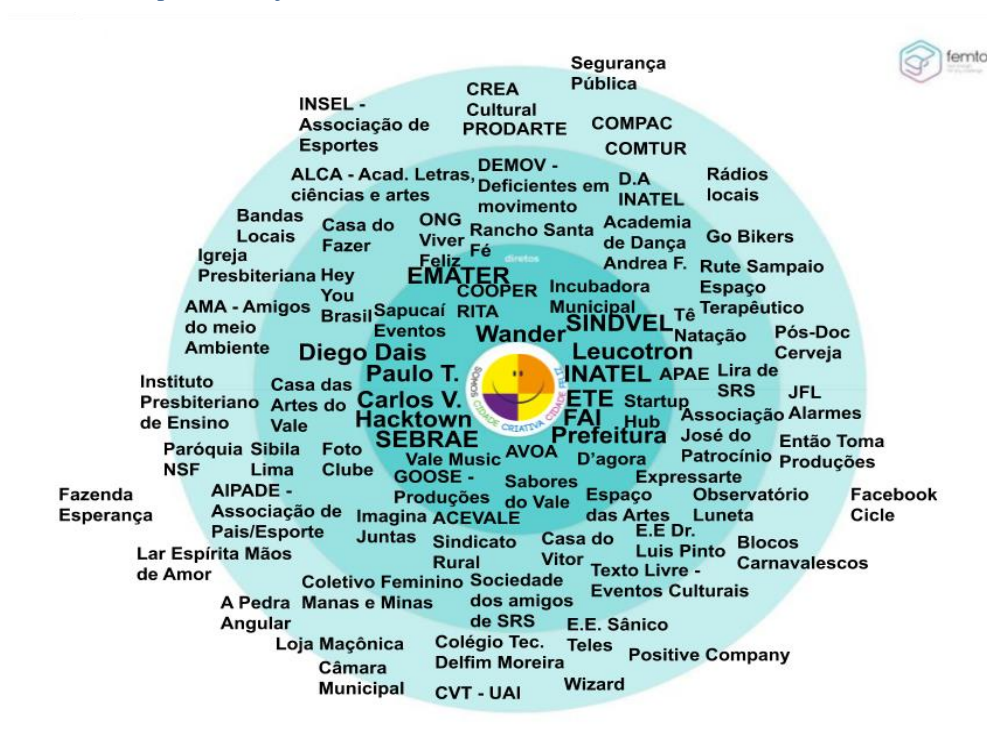 femto
Segurança
Pública
CREA
Cultural
PRODARTE
INSEL -
Associação de
Esportes
COMPAC
COMTUR
ALCA - Acad. Letras,
ciências e artes
DEMOV -
Deficientes em
movimento
D.A
INATEL
Rádios
locais
Bandas
Locais
Casa do
Fazer
ONG
Viver
Feliz
Rancho Santa
Fé
Academia
de Dança
Andrea F.
Go Bikers
Igreja
Presbiteriana
Hey
You
Brasil
diretos
EMATER
COOPER
RITA
Incubadora
Municipal
Rute Sampaio
Espaço
Terapêutico
AMA - Amigos
do meio
Ambiente
Sapucaí
Eventos
Wander
SINDVEL
Tê
Natação
Pós-Doc
Cerveja
Diego Dais
Leucotron
Paulo T.
INATEL
APAE
Lira de
SRS
Instituto
Presbiteriano
de Ensino
Casa das
Artes do
Vale
Carlos V.
SOMOS CIDADE CRIATIVA CIDADE FELIZ
ETE
Startup
Hub
JFL
Alarmes
Hacktown
FAI
Associação
José do
Patrocínio
SEBRAE
Prefeitura
Então Toma
Produções
Paróquia
NSF
Sibila
Lima
Foto
Clube
Vale Music
AVOA
D'agora
Expressarte
Fazenda
Esperança
AIPADE -
Associação de
Pais/Esporte
GOOSE -
Produções
Sabores
do Vale
Espaço
das Artes
Observatório
Luneta
Facebook
Cicle
Imagina
Juntas
ACEVALE
Sindicato
Rural
Casa do
Vitor
E.E Dr.
Luis Pinto
Blocos
Carnavalescos
Lar Espírita Mãos
de Amor
Coletivo Feminino
Manas e Minas
Sociedade
dos amigos
de SRS
Texto Livre -
Eventos Culturais
A Pedra
Angular
E.E. Sânico
Teles
Loja Maçônica
Colégio Tec.
Delfim Moreira
Positive Company
Câmara
Municipal
CVT - UAI
Wizard